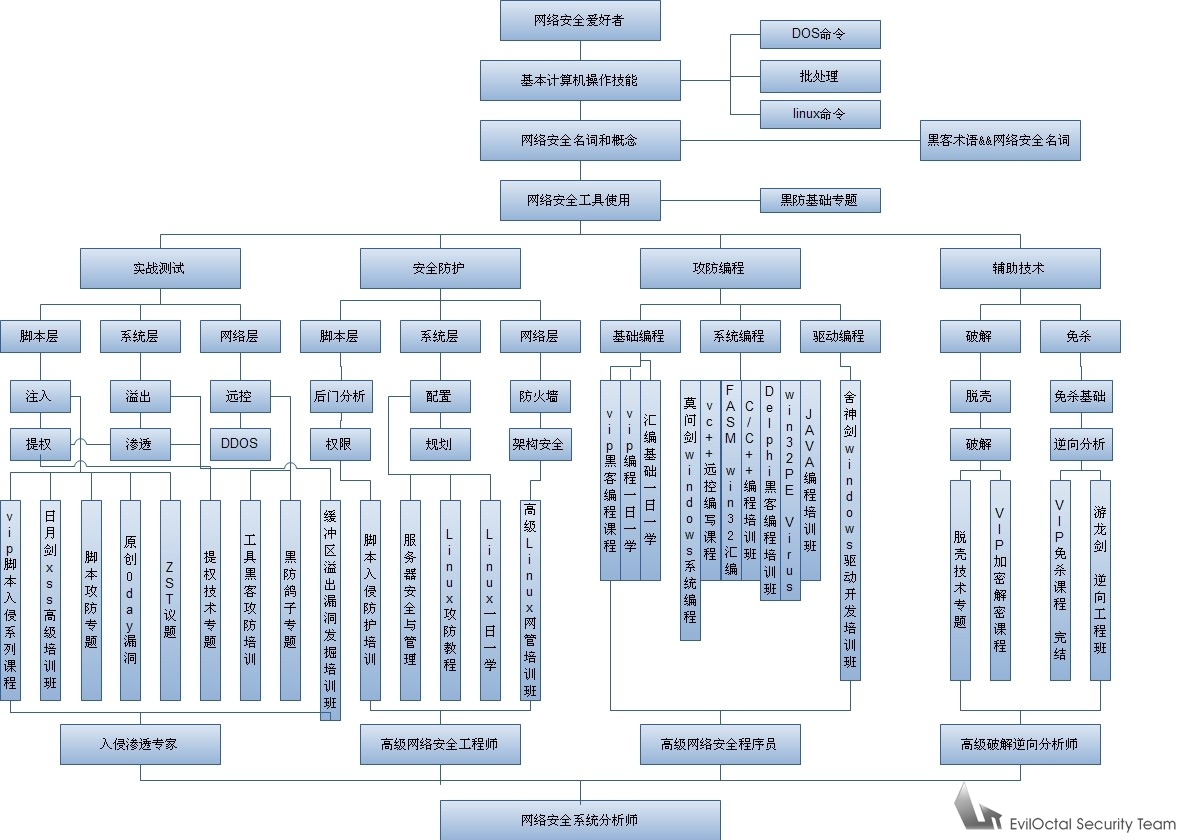 网络安全爱好者
基本计算机操作技能
DOS命令
批处理
linux命令
网络安全名词和概念
黑客术语&&网络安全名词
网络安全工具使用
黑防基础专题
实战测试
安全防护
攻防编程
辅助技术
脚本层
系统层
网络层
脚本层
系统层
网络层
基础编程
系统编程
驱动编程
破解
免杀
注入
溢出
远控
后门分析
配置
防火墙
脱壳
免杀基础
提权
渗透
DDOS
权限
规划
架构安全
破解
逆向分析
vip黑客编程课程
vip编程一日一学
汇编基础一日一学
莫问剑windows系统编程
vc++远控编写课程
FASM win32汇编
C/C++编程培训班
Delphi黑客编程培训班
win32PE Virus
JAVA编程培训班
舍神剑windows驱动开发培训班
vip脚本入侵系列课程
日月剑xss高级培训班
脚本攻防专题
原创0day漏洞
ZST议题
提权技术专题
工具黑客攻防培训
黑防鸽子专题
缓冲区溢出漏洞发掘培训班
脚本入侵防护培训
服务器安全与管理
Linux攻防教程
Linux一日一学
高级Linux网管培训班
脱壳技术专题
VIP加密解密课程
VIP免杀课程 完结
游龙剑 逆向工程班
入侵渗透专家
高级网络安全工程师
高级网络安全程序员
高级破解逆向分析师
网络安全系统分析师
EvilOctal Security Team